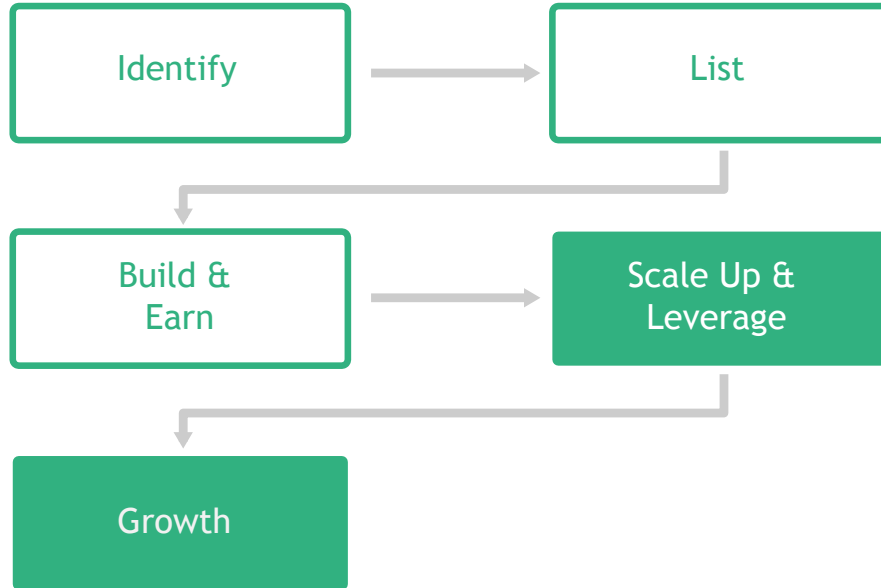 Identify
List
Build &
Earn
Scale Up &
Leverage
Growth